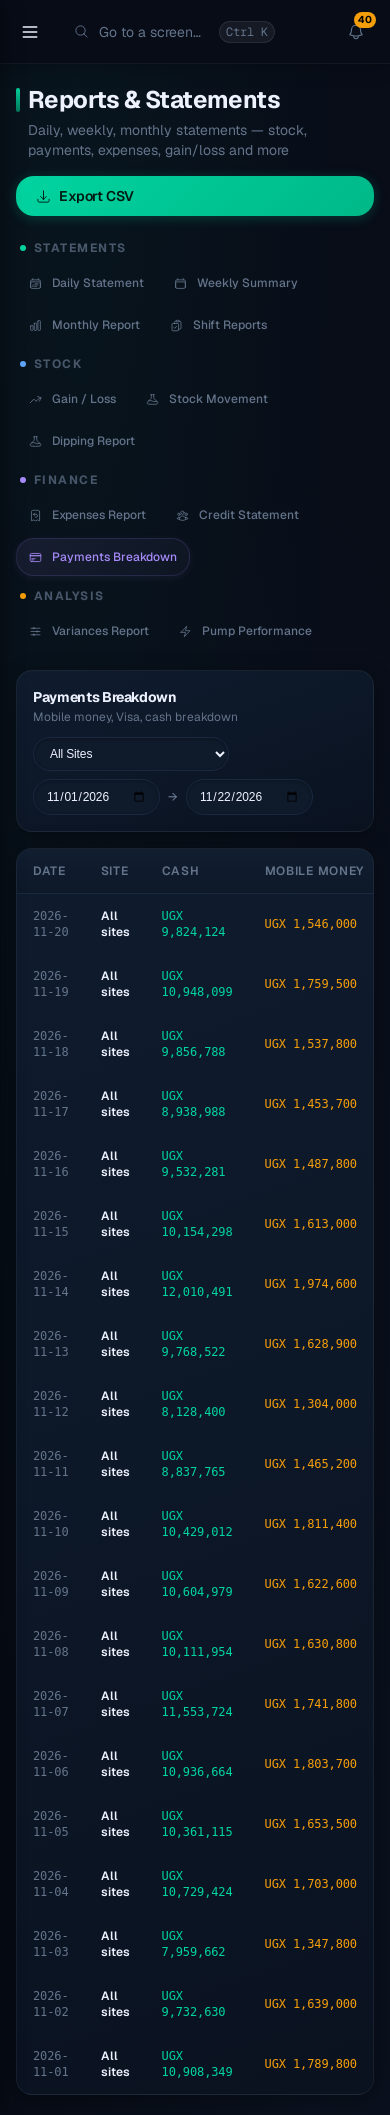 Go to a screen... Ctrl K 40
Reports & Statements
Daily, weekly, monthly statements — stock,
payments, expenses, gain/loss and more
Export CSV
STATEMENTS
Daily Statement Weekly Summary
Monthly Report Shift Reports
STOCK
Gain / Loss Stock Movement
Dipping Report
FINANCE
Expenses Report Credit Statement
Payments Breakdown
ANALYSIS
Variances Report Pump Performance
Payments Breakdown
Mobile money, Visa, cash breakdown
All Sites
11/01/2026 → 11/22/2026
DATE SITE CASH MOBILE MONEY
2026- All UGX UGX 1,546,000
11-20 sites 9,824,124
2026- All UGX UGX 1,759,500
11-19 sites 10,948,099
2026- All UGX UGX 1,537,800
11-18 sites 9,856,788
2026- All UGX UGX 1,453,700
11-17 sites 8,938,988
2026- All UGX UGX 1,487,800
11-16 sites 9,532,281
2026- All UGX UGX 1,613,000
11-15 sites 10,154,298
2026- All UGX UGX 1,974,600
11-14 sites 12,010,491
2026- All UGX UGX 1,628,900
11-13 sites 9,768,522
2026- All UGX UGX 1,304,000
11-12 sites 8,128,400
2026- All UGX UGX 1,465,200
11-11 sites 8,837,765
2026- All UGX UGX 1,811,400
11-10 sites 10,429,012
2026- All UGX UGX 1,622,600
11-09 sites 10,604,979
2026- All UGX UGX 1,630,800
11-08 sites 10,111,954
2026- All UGX UGX 1,741,800
11-07 sites 11,553,724
2026- All UGX UGX 1,803,700
11-06 sites 10,936,664
2026- All UGX UGX 1,653,500
11-05 sites 10,361,115
2026- All UGX UGX 1,703,000
11-04 sites 10,729,424
2026- All UGX UGX 1,347,800
11-03 sites 7,959,662
2026- All UGX UGX 1,639,000
11-02 sites 9,732,630
2026- All UGX UGX 1,789,800
11-01 sites 10,908,349